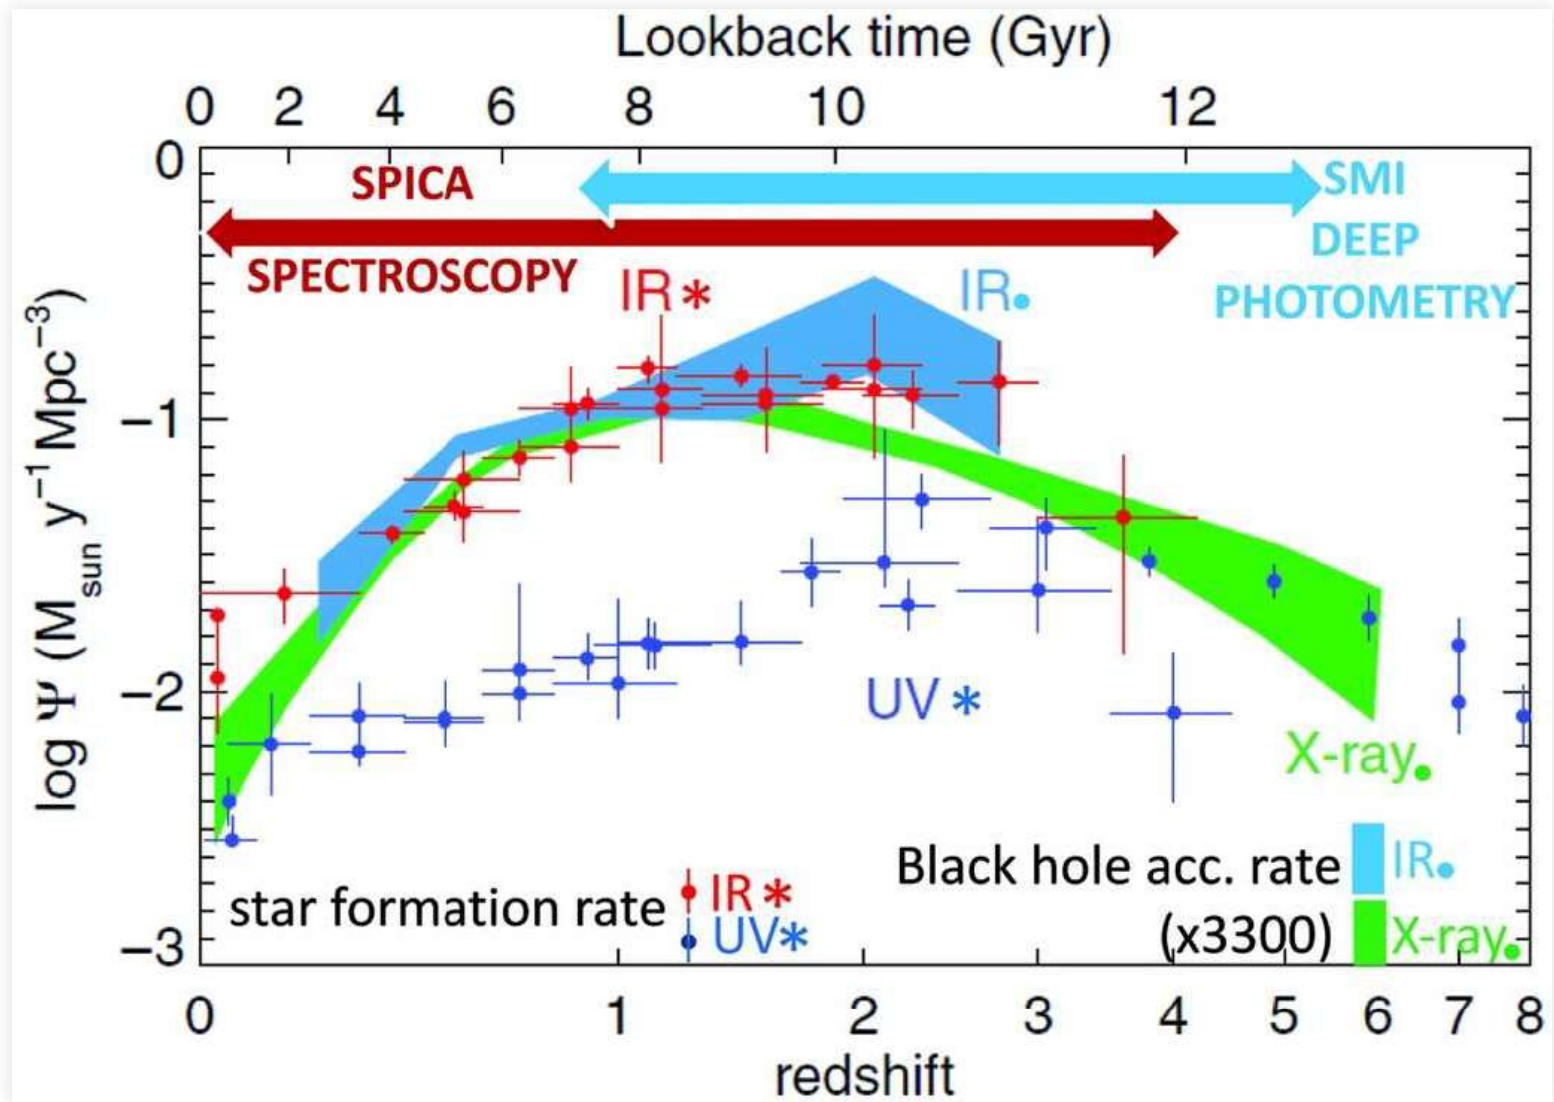 Lookback time (Gyr)
0 2 4 6 8 10 12
0
−1
−2
−3
log Ψ (M_sun y⁻¹ Mpc⁻³)
SPICA
SPECTROSCOPY
SMI
DEEP
PHOTOMETRY
IR*
IR•
UV*
X-ray•
star formation rate
IR*
UV*
Black hole acc. rate
(x3300)
IR•
X-ray•
0 1 2 3 4 5 6 7 8
redshift